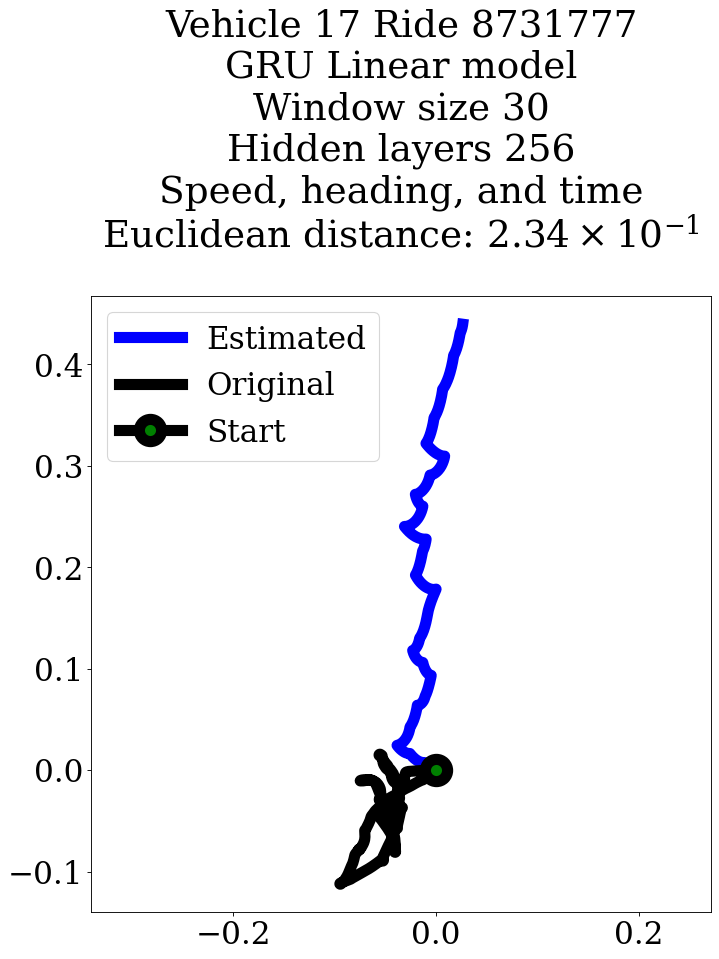 Vehicle 17 Ride 8731777
GRU Linear model
Window size 30
Hidden layers 256
Speed, heading, and time
Euclidean distance: 2.34 × 10⁻¹
Estimated
Original
Start
0.4
0.3
0.2
0.1
0.0
−0.1
−0.2 0.0 0.2